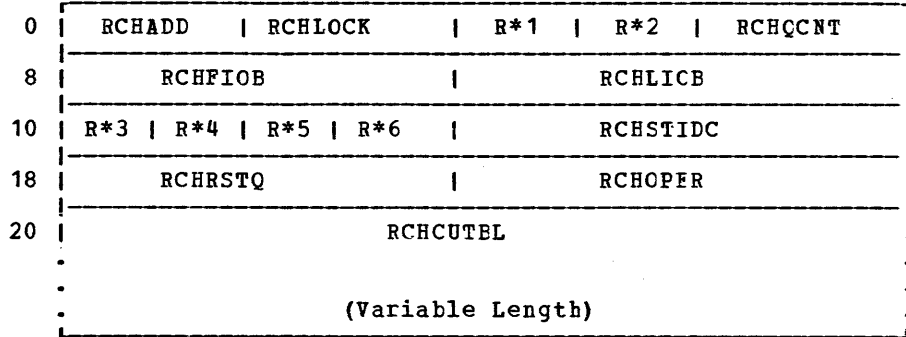 0 | RCHADD | RCHLOCK | R*1 | R*2 | RCHQCNT
8 | RCHFIOB | RCHLICB
10 | R*3 | R*4 | R*5 | R*6 | RCHSTIDC
18 | RCHRSTQ | RCHOPER
20 | RCHCUTBL
(Variable Length)